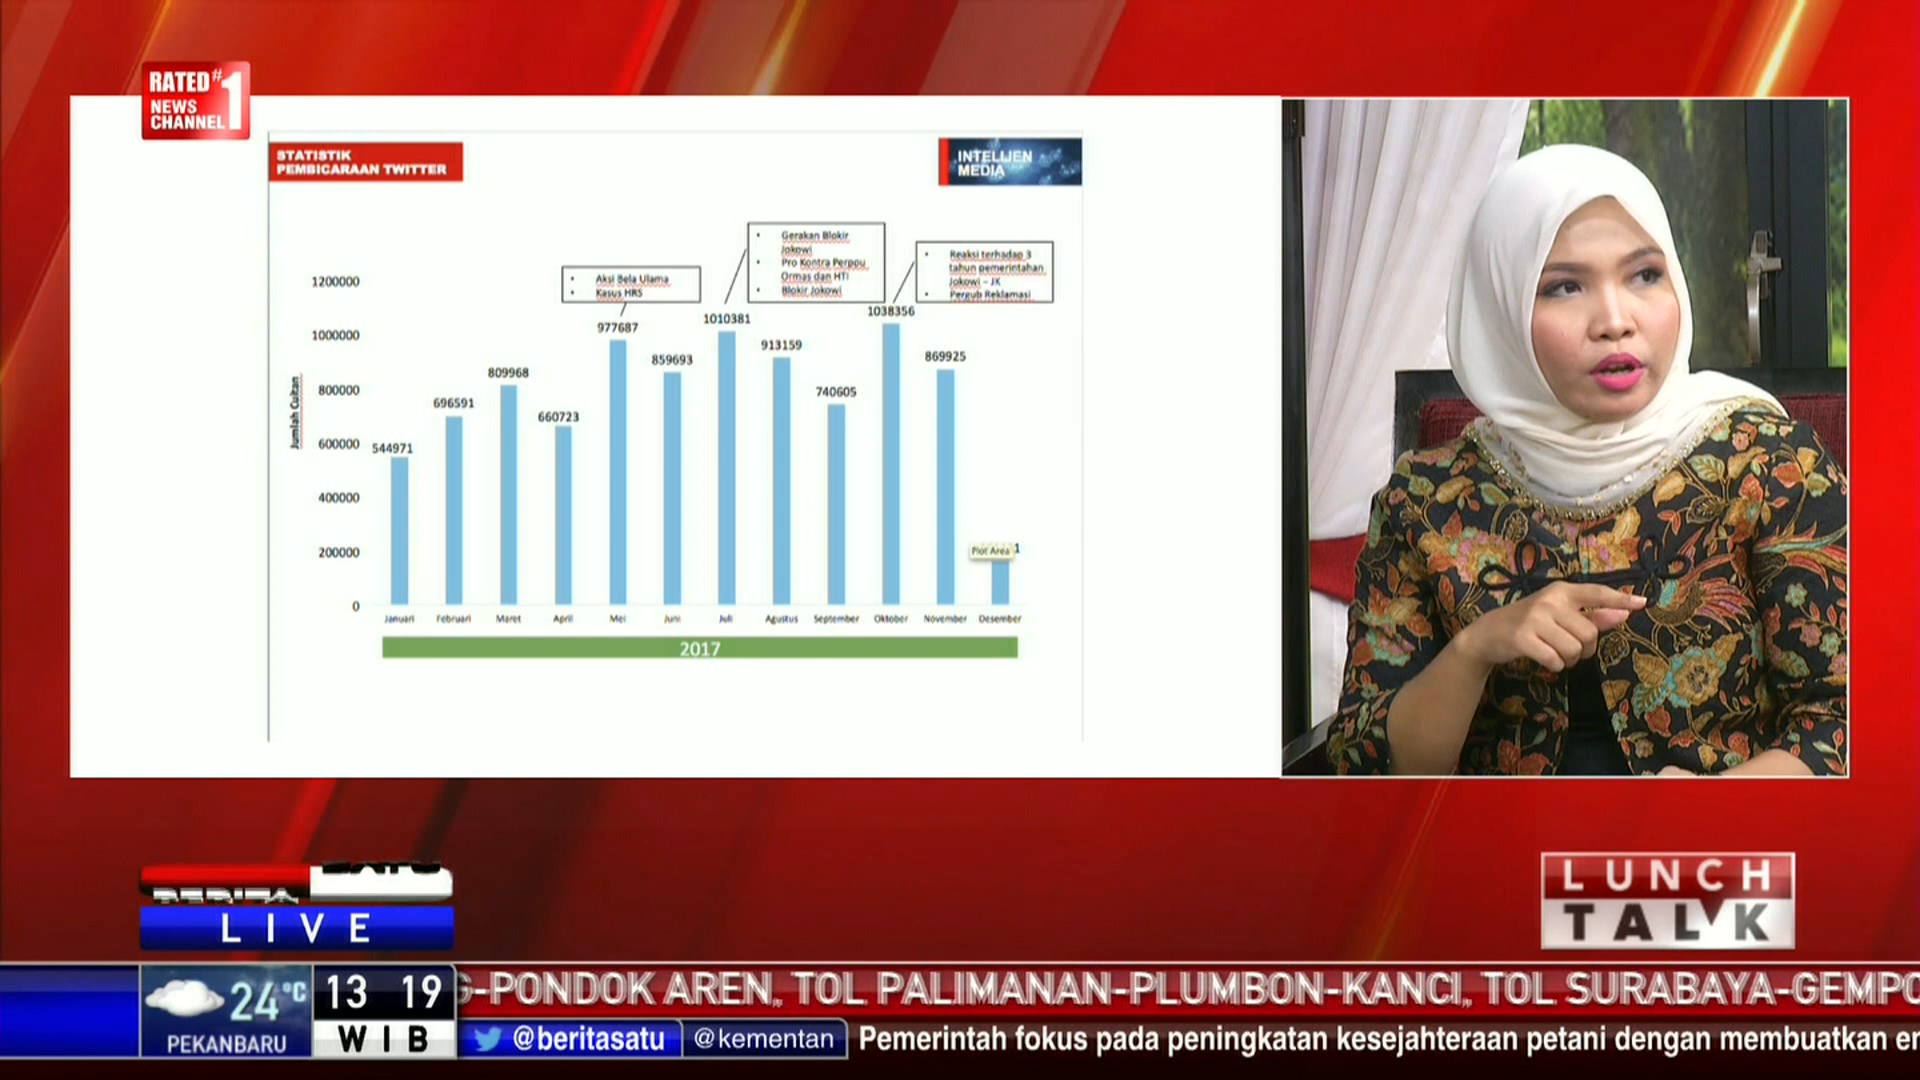 RATED #1
NEWS
CHANNEL
STATISTIK
PEMBICARAAN TWITTER
INTELIJEN
MEDIA
• Gerakan Blokir
Jokowi
• Pro Kontra Perppu
Ormas dan HTI
• Blokir Jokowi
• Reaksi terhadap 3
tahun pemerintahan
Jokowi – JK
• Pergub Reklamasi
• Aksi Bela Ulama
• Kasus HRS
Jumlah Cuitan
1200000
1000000
800000
600000
400000
200000
0
544971
696591
809968
660723
977687
859693
1010381
913159
740605
1038356
869925
Plot Area
1
Januari Februari Maret April Mei Juni Juli Agustus September Oktober November Desember
2017
LIVE
LUNCH
TALK
24°C
PEKANBARU
13 19
WIB
G-PONDOK AREN, TOL PALIMANAN-PLUMBON-KANCI, TOL SURABAYA-GEMPO
@beritasatu @kementan Pemerintah fokus pada peningkatan kesejahteraan petani dengan membuatkan